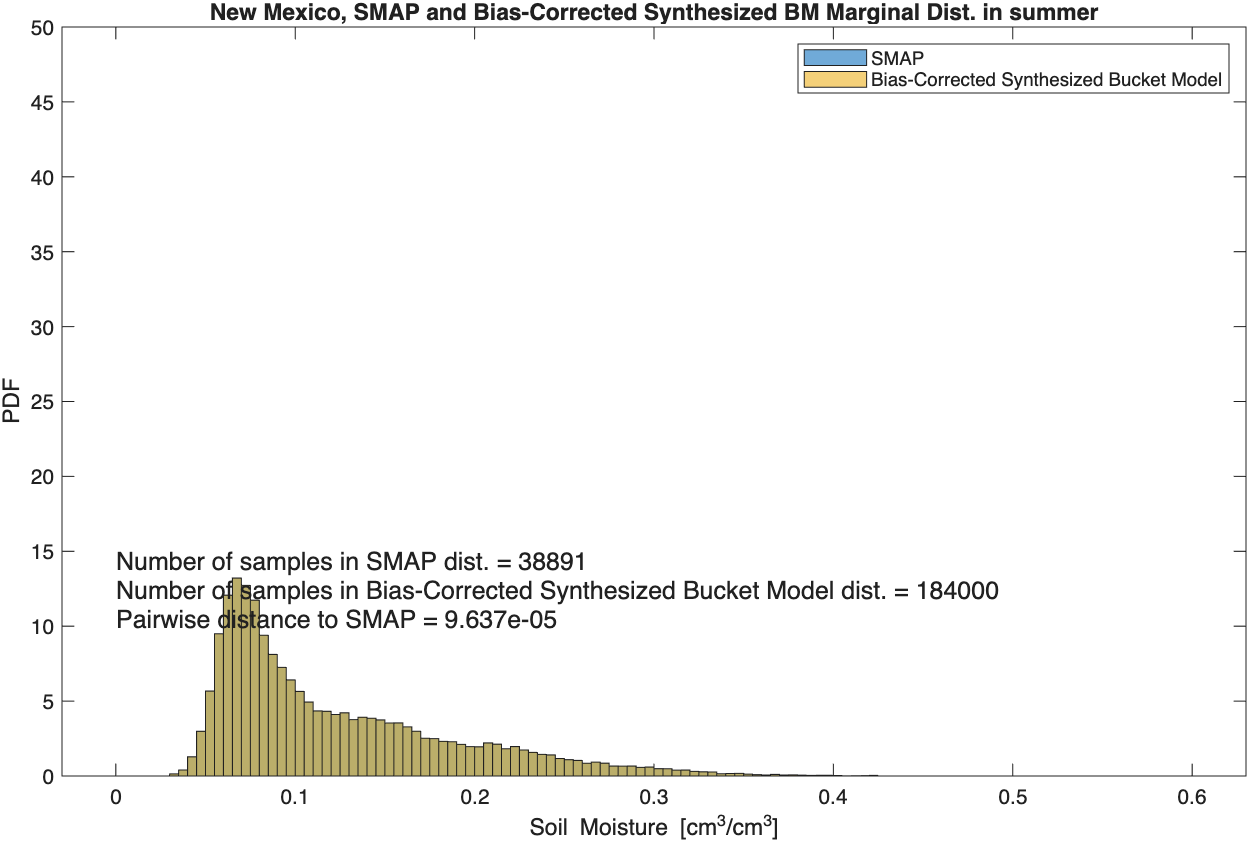 New Mexico, SMAP and Bias-Corrected Synthesized BM Marginal Dist. in summer
SMAP
Bias-Corrected Synthesized Bucket Model
50
45
40
35
30
25
20
15
10
5
0
PDF
Number of samples in SMAP dist. = 38891
Number of samples in Bias-Corrected Synthesized Bucket Model dist. = 184000
Pairwise distance to SMAP = 9.637e-05
0 0.1 0.2 0.3 0.4 0.5 0.6
Soil Moisture [cm³/cm³]